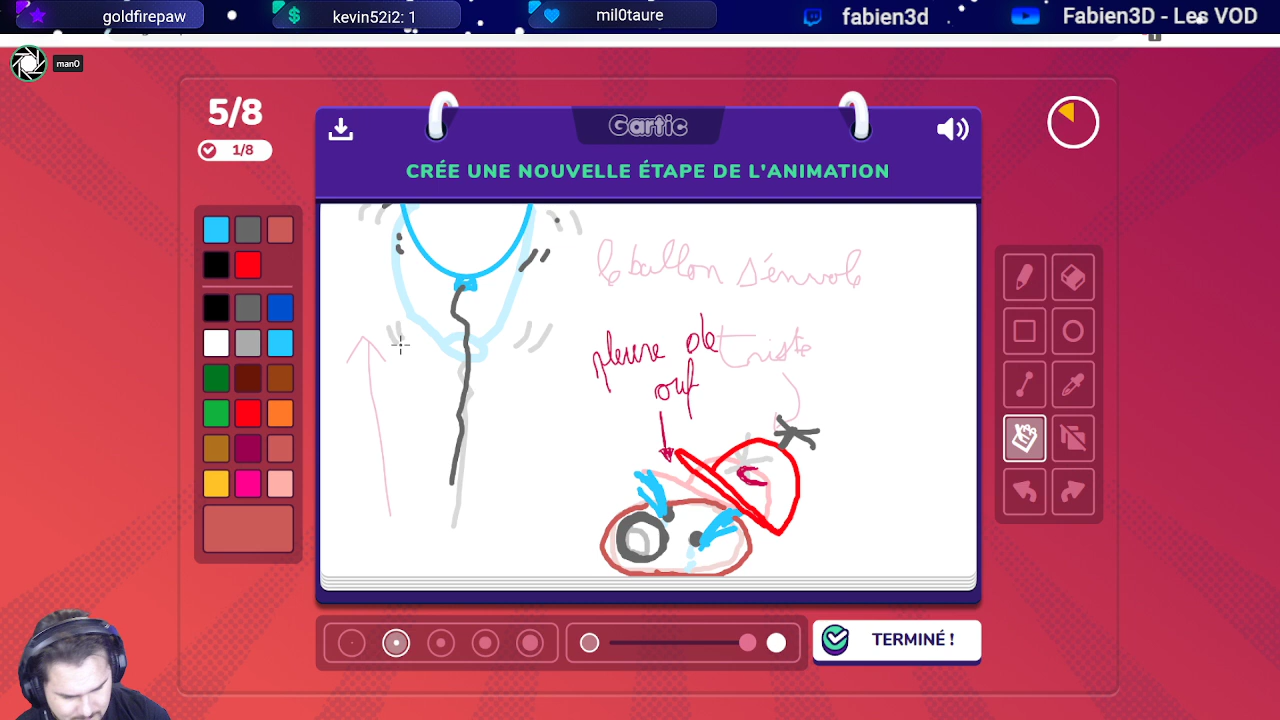 goldfirepaw
kevin52i2: 1
mil0taure
fabien3d
Fabien3D - Les VOD
man0
5/8
1/8
Gartic
CRÉE UNE NOUVELLE ÉTAPE DE L'ANIMATION
le ballon s'envole
pleure de
ouf
triste
C
TERMINÉ !